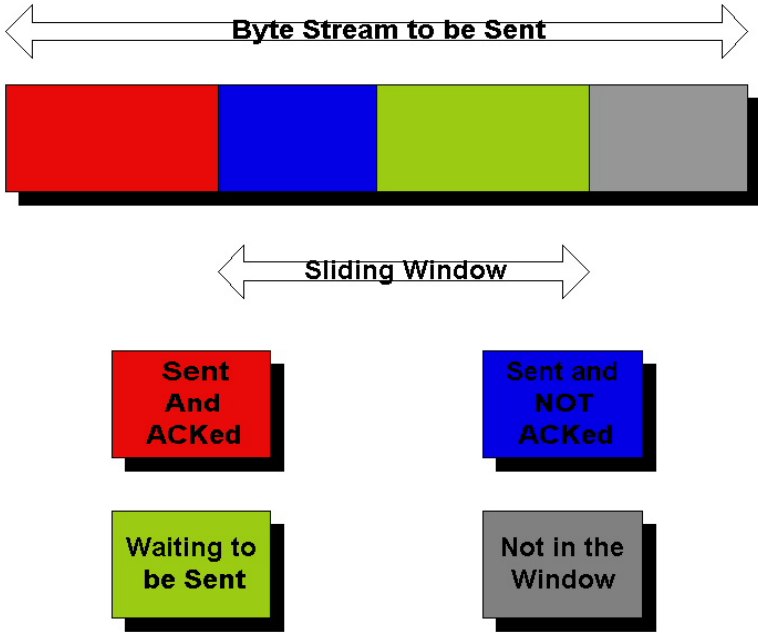 Byte Stream to be Sent
Sliding Window
Sent
And
ACKed
Sent and
NOT
ACKed
Waiting to
be Sent
Not in the
Window